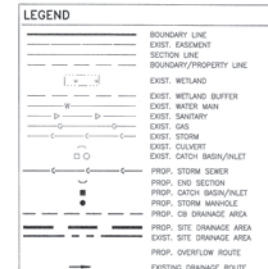 LEGEND
BOUNDARY LINE
EXIST. EASEMENT
SECTION LINE
BOUNDARY/PROPERTY LINE
EXIST. WETLAND
EXIST. WETLAND BUFFER
EXIST. WATER MAIN
EXIST. SANITARY
EXIST. GAS
EXIST. STORM
EXIST. CULVERT
EXIST. CATCH BASIN/INLET
PROP. STORM SEWER
PROP. END SECTION
PROP. CATCH BASIN/INLET
PROP. STORM MANHOLE
PROP. CB DRAINAGE AREA
PROP. SITE DRAINAGE AREA
EXIST. SITE DRAINAGE AREA
PROP. OVERFLOW ROUTE
EXISTING DRAINAGE ROUTE